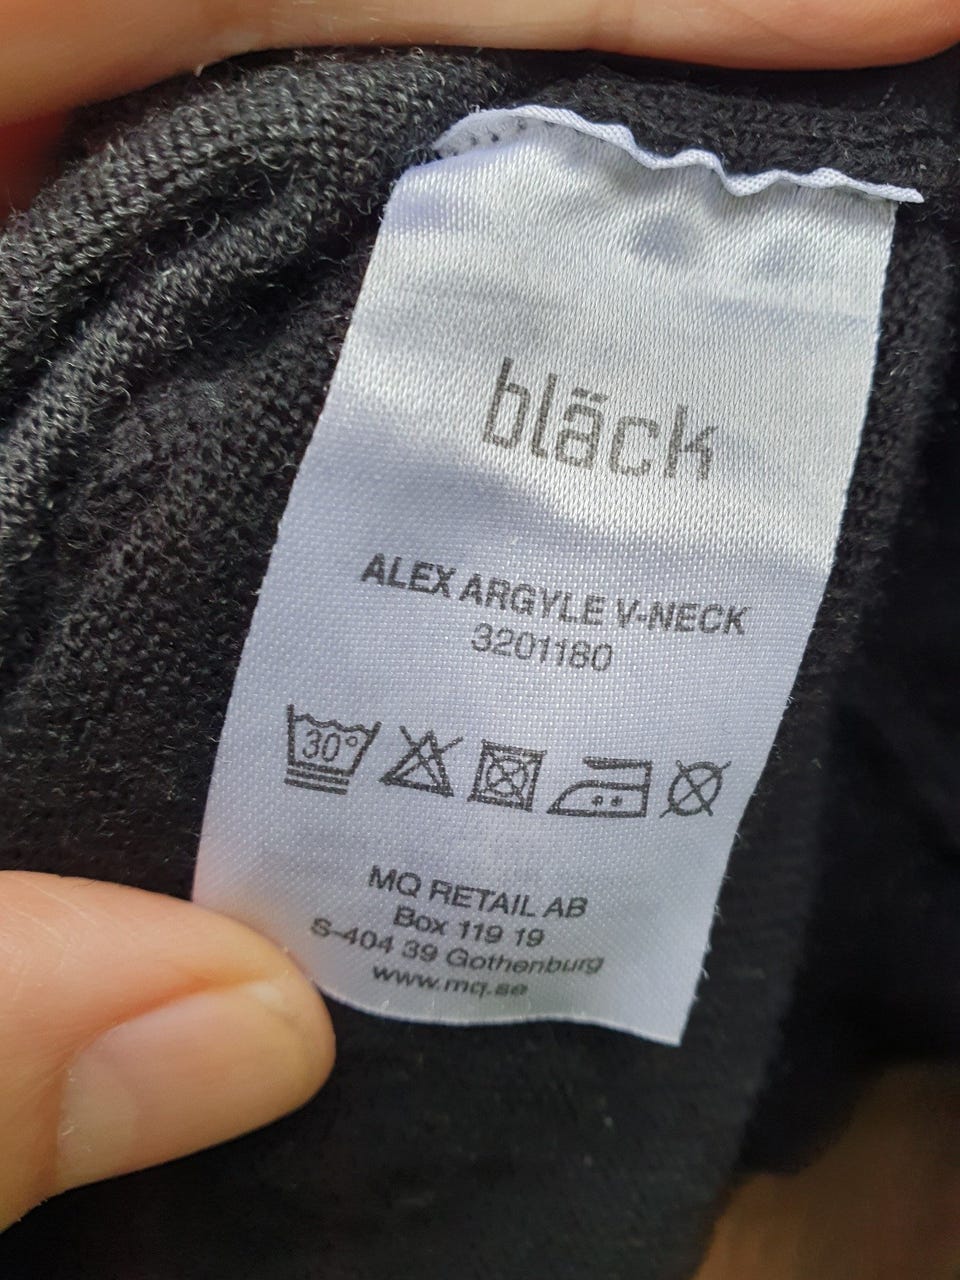 bläck
ALEX ARGYLE V-NECK
3201180
30°
MQ RETAIL AB
Box 119 19
S-404 39 Gothenburg
www.mq.se